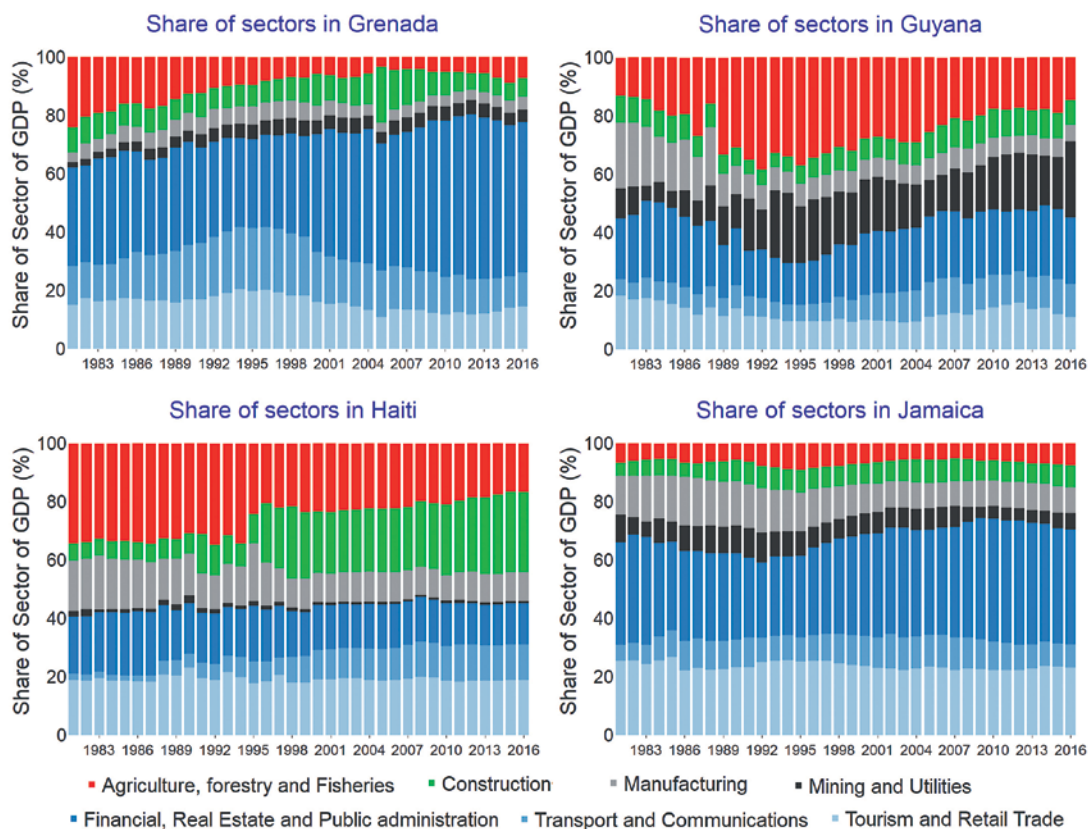 Share of sectors in Grenada
Share of Sector of GDP (%)
100
80
60
40
20
0
1983 1986 1989 1992 1995 1998 2001 2004 2007 2010 2013 2016
Share of sectors in Guyana
Share of Sector of GDP (%)
100
80
60
40
20
0
1983 1986 1989 1992 1995 1998 2001 2004 2007 2010 2013 2016
Share of sectors in Haiti
Share of Sector of GDP (%)
100
80
60
40
20
0
1983 1986 1989 1992 1995 1998 2001 2004 2007 2010 2013 2016
Share of sectors in Jamaica
Share of Sector of GDP (%)
100
80
60
40
20
0
1983 1986 1989 1992 1995 1998 2001 2004 2007 2010 2013 2016
Agriculture, forestry and Fisheries Construction Manufacturing Mining and Utilities
Financial, Real Estate and Public administration Transport and Communications Tourism and Retail Trade